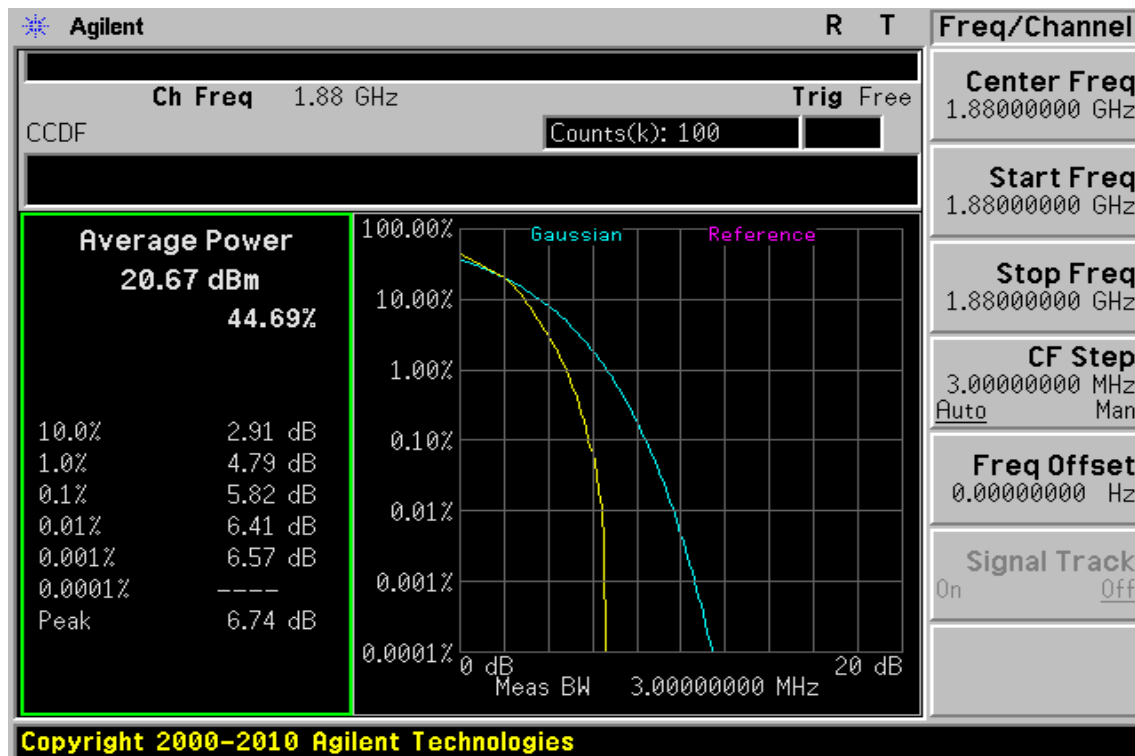 Agilent R T
Ch Freq 1.88 GHz Trig Free
CCDF Counts(k): 100
Average Power
20.67 dBm
44.69%
10.0% 2.91 dB
1.0% 4.79 dB
0.1% 5.82 dB
0.01% 6.41 dB
0.001% 6.57 dB
0.0001% ----
Peak 6.74 dB
Gaussian Reference
100.00%
10.00%
1.00%
0.10%
0.01%
0.001%
0.0001%
0 dB 20 dB
Meas BW 3.00000000 MHz
Freq/Channel
Center Freq
1.88000000 GHz
Start Freq
1.88000000 GHz
Stop Freq
1.88000000 GHz
CF Step
3.00000000 MHz
Auto Man
Freq Offset
0.00000000 Hz
Signal Track
On Off
Copyright 2000-2010 Agilent Technologies